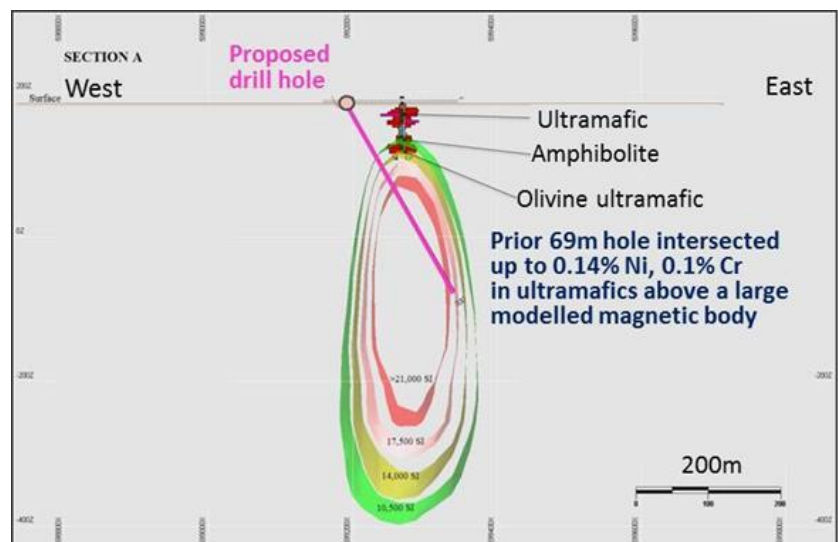 SECTION A
West
Proposed
drill hole
East
200Z
Surface
Ultramafic
Amphibolite
Olivine ultramafic
0Z
Prior 69m hole intersected
up to 0.14% Ni, 0.1% Cr
in ultramafics above a large
modelled magnetic body
-200Z
-200Z
>21,000 SI
17,500 SI
14,000 SI
10,500 SI
200m
0
100
200
-400Z
-400Z